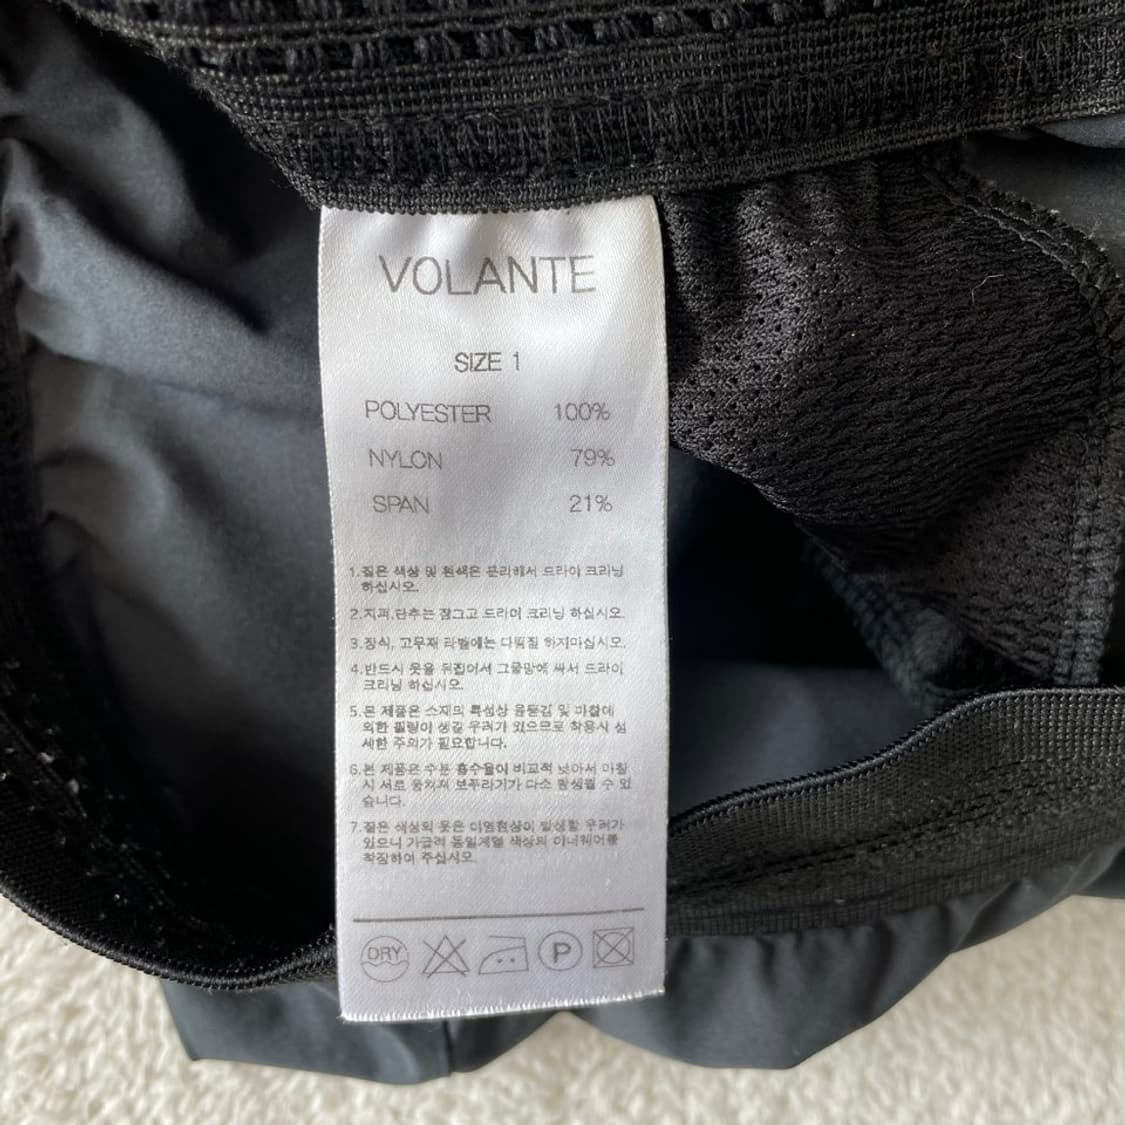 VOLANTE
SIZE 1
POLYESTER 100%
NYLON 79%
SPAN 21%
1.짙은 색상 및 흰색은 분리해서 드라이 크리닝
하십시오.
2.지퍼,단추는 잠그고 드라이 크리닝 하십시오.
3.장식, 고무재 라벨에는 다림질 하지마십시오.
4.반드시 옷을 뒤집어서 그물망에 싸서 드라이
크리닝 하십시오.
5.본 제품은 소재의 특성상 올뜯김 및 마찰에
의한 필링이 생길 우려가 있으므로 착용시 섬
세한 주의가 필요합니다.
6.본 제품은 수분 흡수율이 비교적 낮아서 마찰
시 서로 뭉쳐져 보푸라기가 다소 발생될 수 있
습니다.
7.짙은 색상의 옷은 이염현상이 발생할 우려가
있으니 가급적 동일계열 색상의 이너웨어를
착장하여 주십시오.
DRY
P